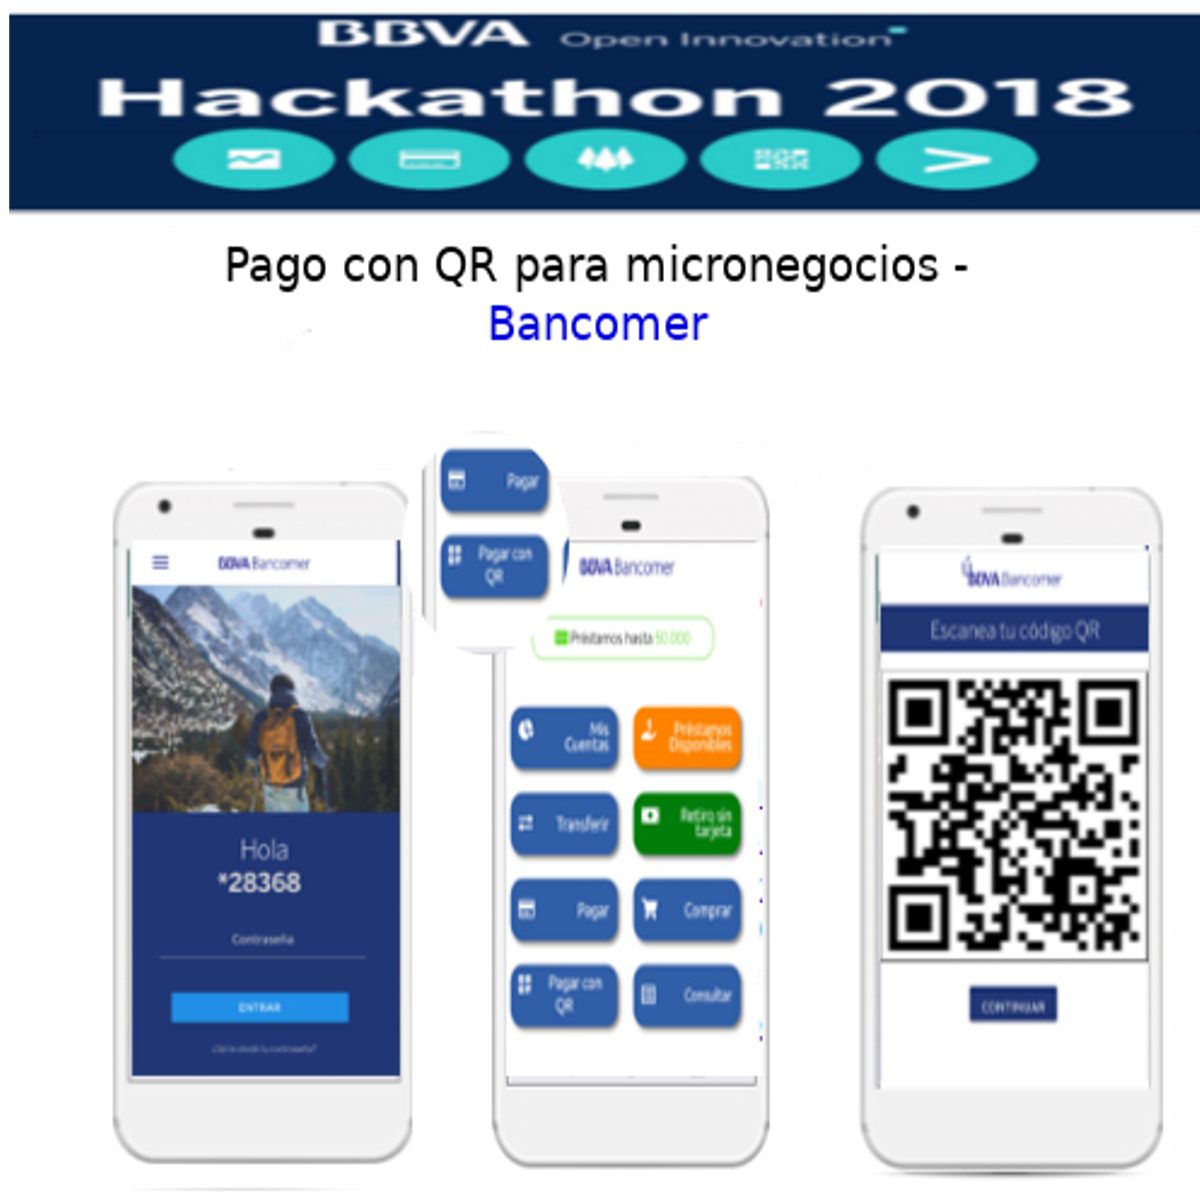 BBVA Open Innovation
Hackathon 2018
Pago con QR para micronegocios -
Bancomer
BBVA Bancomer
Hola
*28368
Contraseña
ENTRAR
Pagar
Pagar con
QR
BBVA Bancomer
Préstamos hasta 50.000
Mis
Cuentas
Préstamos
Disponibles
Transferir
Retiro sin
tarjeta
Pagar
Comprar
Pagar con
QR
Consultar
BBVA Bancomer
Escanea tu código QR
CONTINUAR